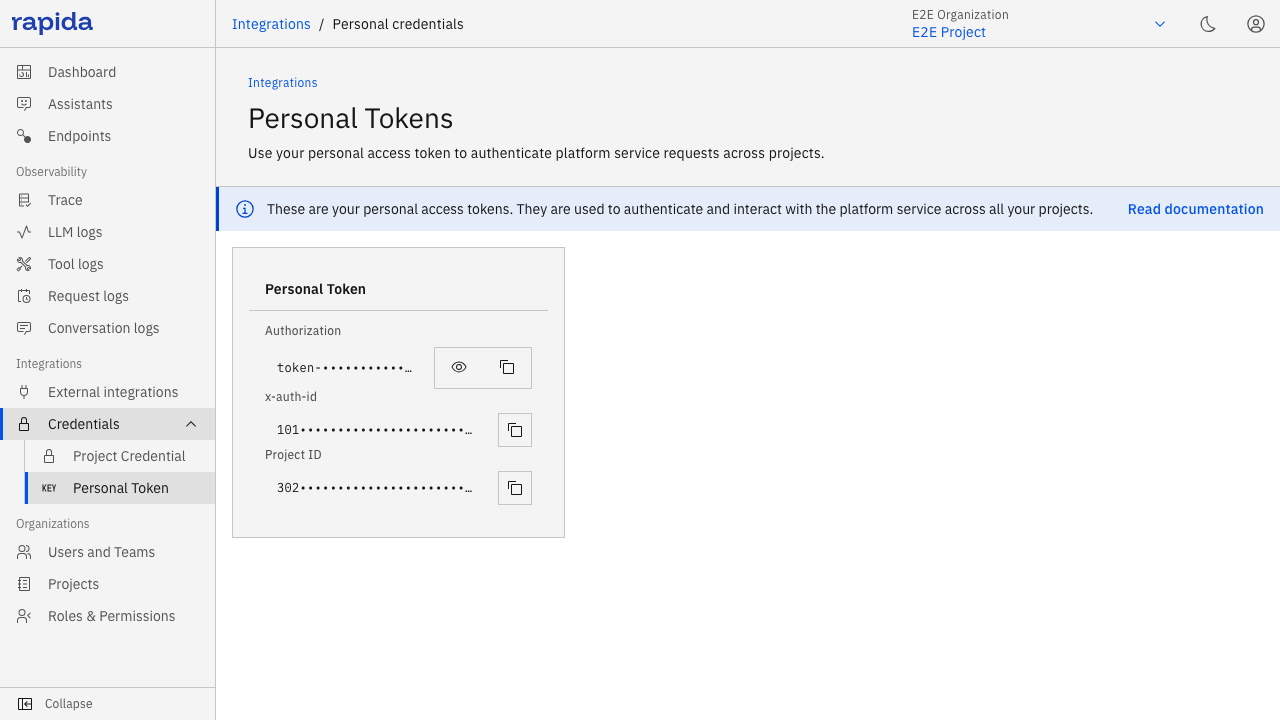 rapida
Integrations / Personal credentials
E2E Organization
E2E Project
Dashboard
Assistants
Endpoints
Observability
Trace
LLM logs
Tool logs
Request logs
Conversation logs
Integrations
External integrations
Credentials
Project Credential
KEY Personal Token
Organizations
Users and Teams
Projects
Roles & Permissions
Collapse
Integrations
Personal Tokens
Use your personal access token to authenticate platform service requests across projects.
These are your personal access tokens. They are used to authenticate and interact with the platform service across all your projects. Read documentation
Personal Token
Authorization
token-•••••••••••…
x-auth-id
101••••••••••••••••••••••…
Project ID
302••••••••••••••••••••••…